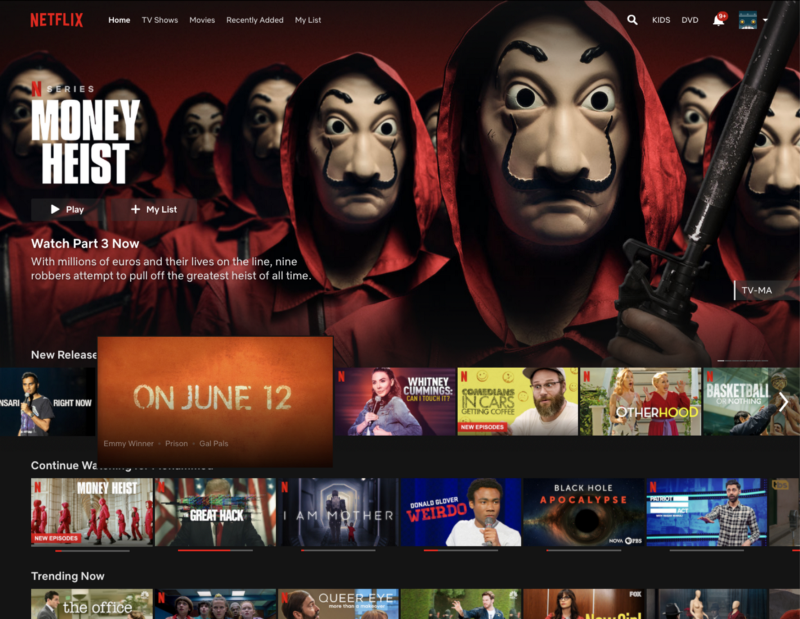 NETFLIX
Home TV Shows Movies Recently Added My List
KIDS DVD 9+
N SERIES
MONEY
HEIST
Play
My List
Watch Part 3 Now
With millions of euros and their lives on the line, nine
robbers attempt to pull off the greatest heist of all time.
TV-MA
New Release
NSARI RIGHT NOW
ON JUNE 12
Emmy Winner · Prison · Gal Pals
N
WHITNEY
CUMMINGS:
CAN I TOUCH IT?
N
COMEDIANS
IN CARS
GETTING COFFEE
NEW EPISODES
N
OTHERHOOD
N
BASKETBALL
OR NOTHING
Continue Watching for Mohammed
N
MONEY HEIST
NEW EPISODES
N
GREAT HACK
N
I AM MOTHER
DONALD GLOVER
WEIRDO
BLACK HOLE
APOCALYPSE
NOVA PBS
N
PATRIOT
ACT
Trending Now
the office
N
N
QUEER EYE
more than a makeover
FOX
New Girl
N